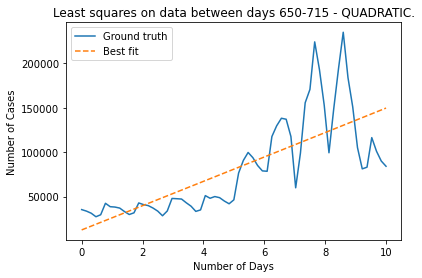 Least squares on data between days 650-715 - QUADRATIC.
Ground truth
Best fit
Number of Cases
200000
150000
100000
50000
0
2
4
6
8
10
Number of Days